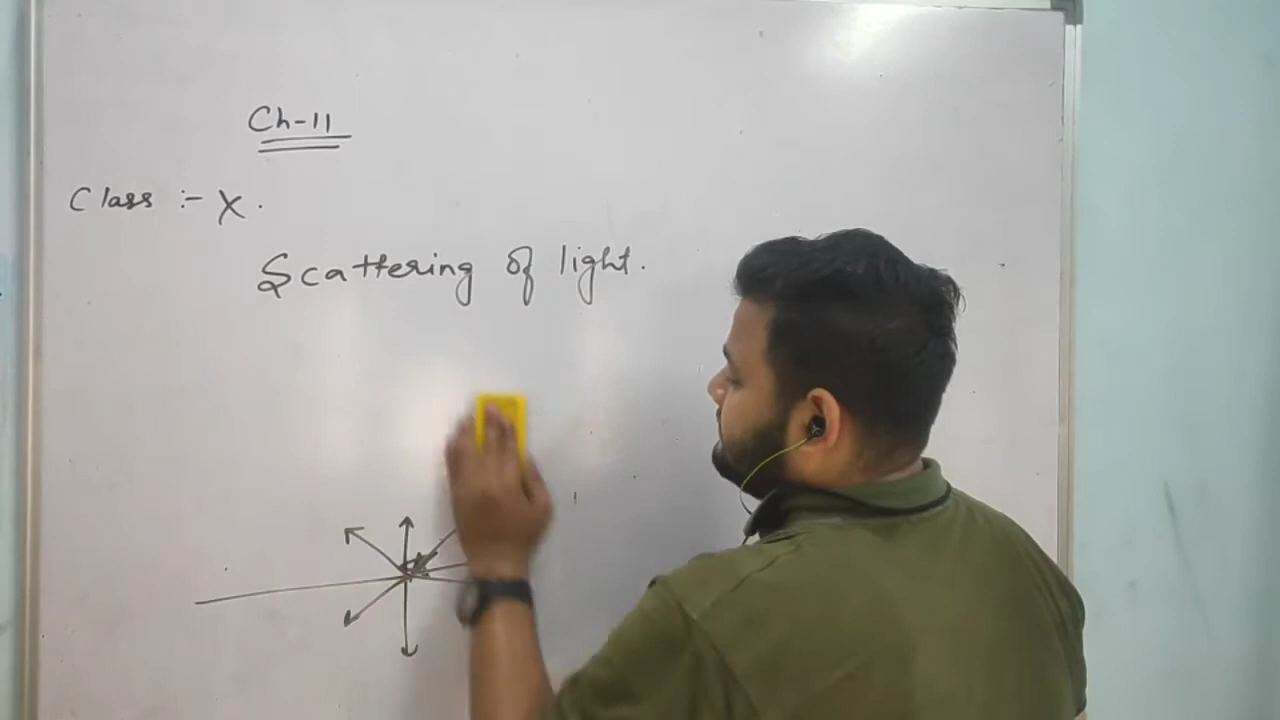 Ch-11
Class :- X.
Scattering of light.